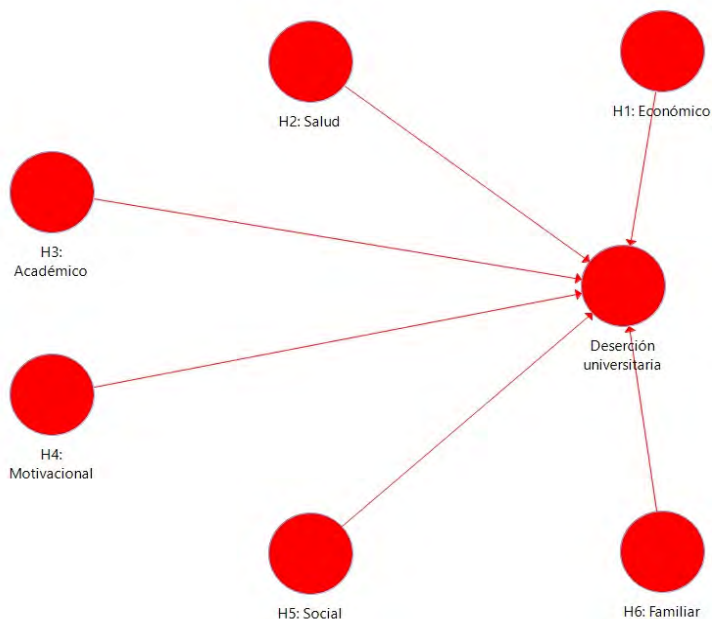 H1: Económico
H2: Salud
H3:
Académico
Deserción
universitaria
H4:
Motivacional
H5: Social
H6: Familiar